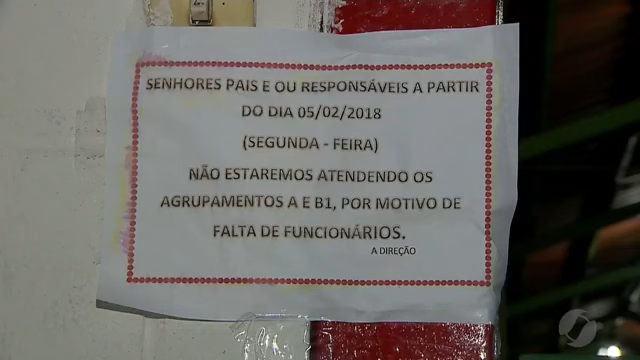 SENHORES PAIS E OU RESPONSÁVEIS A PARTIR
DO DIA 05/02/2018
(SEGUNDA - FEIRA)
NÃO ESTAREMOS ATENDENDO OS
AGRUPAMENTOS A E B1, POR MOTIVO DE
FALTA DE FUNCIONÁRIOS.
A DIREÇÃO